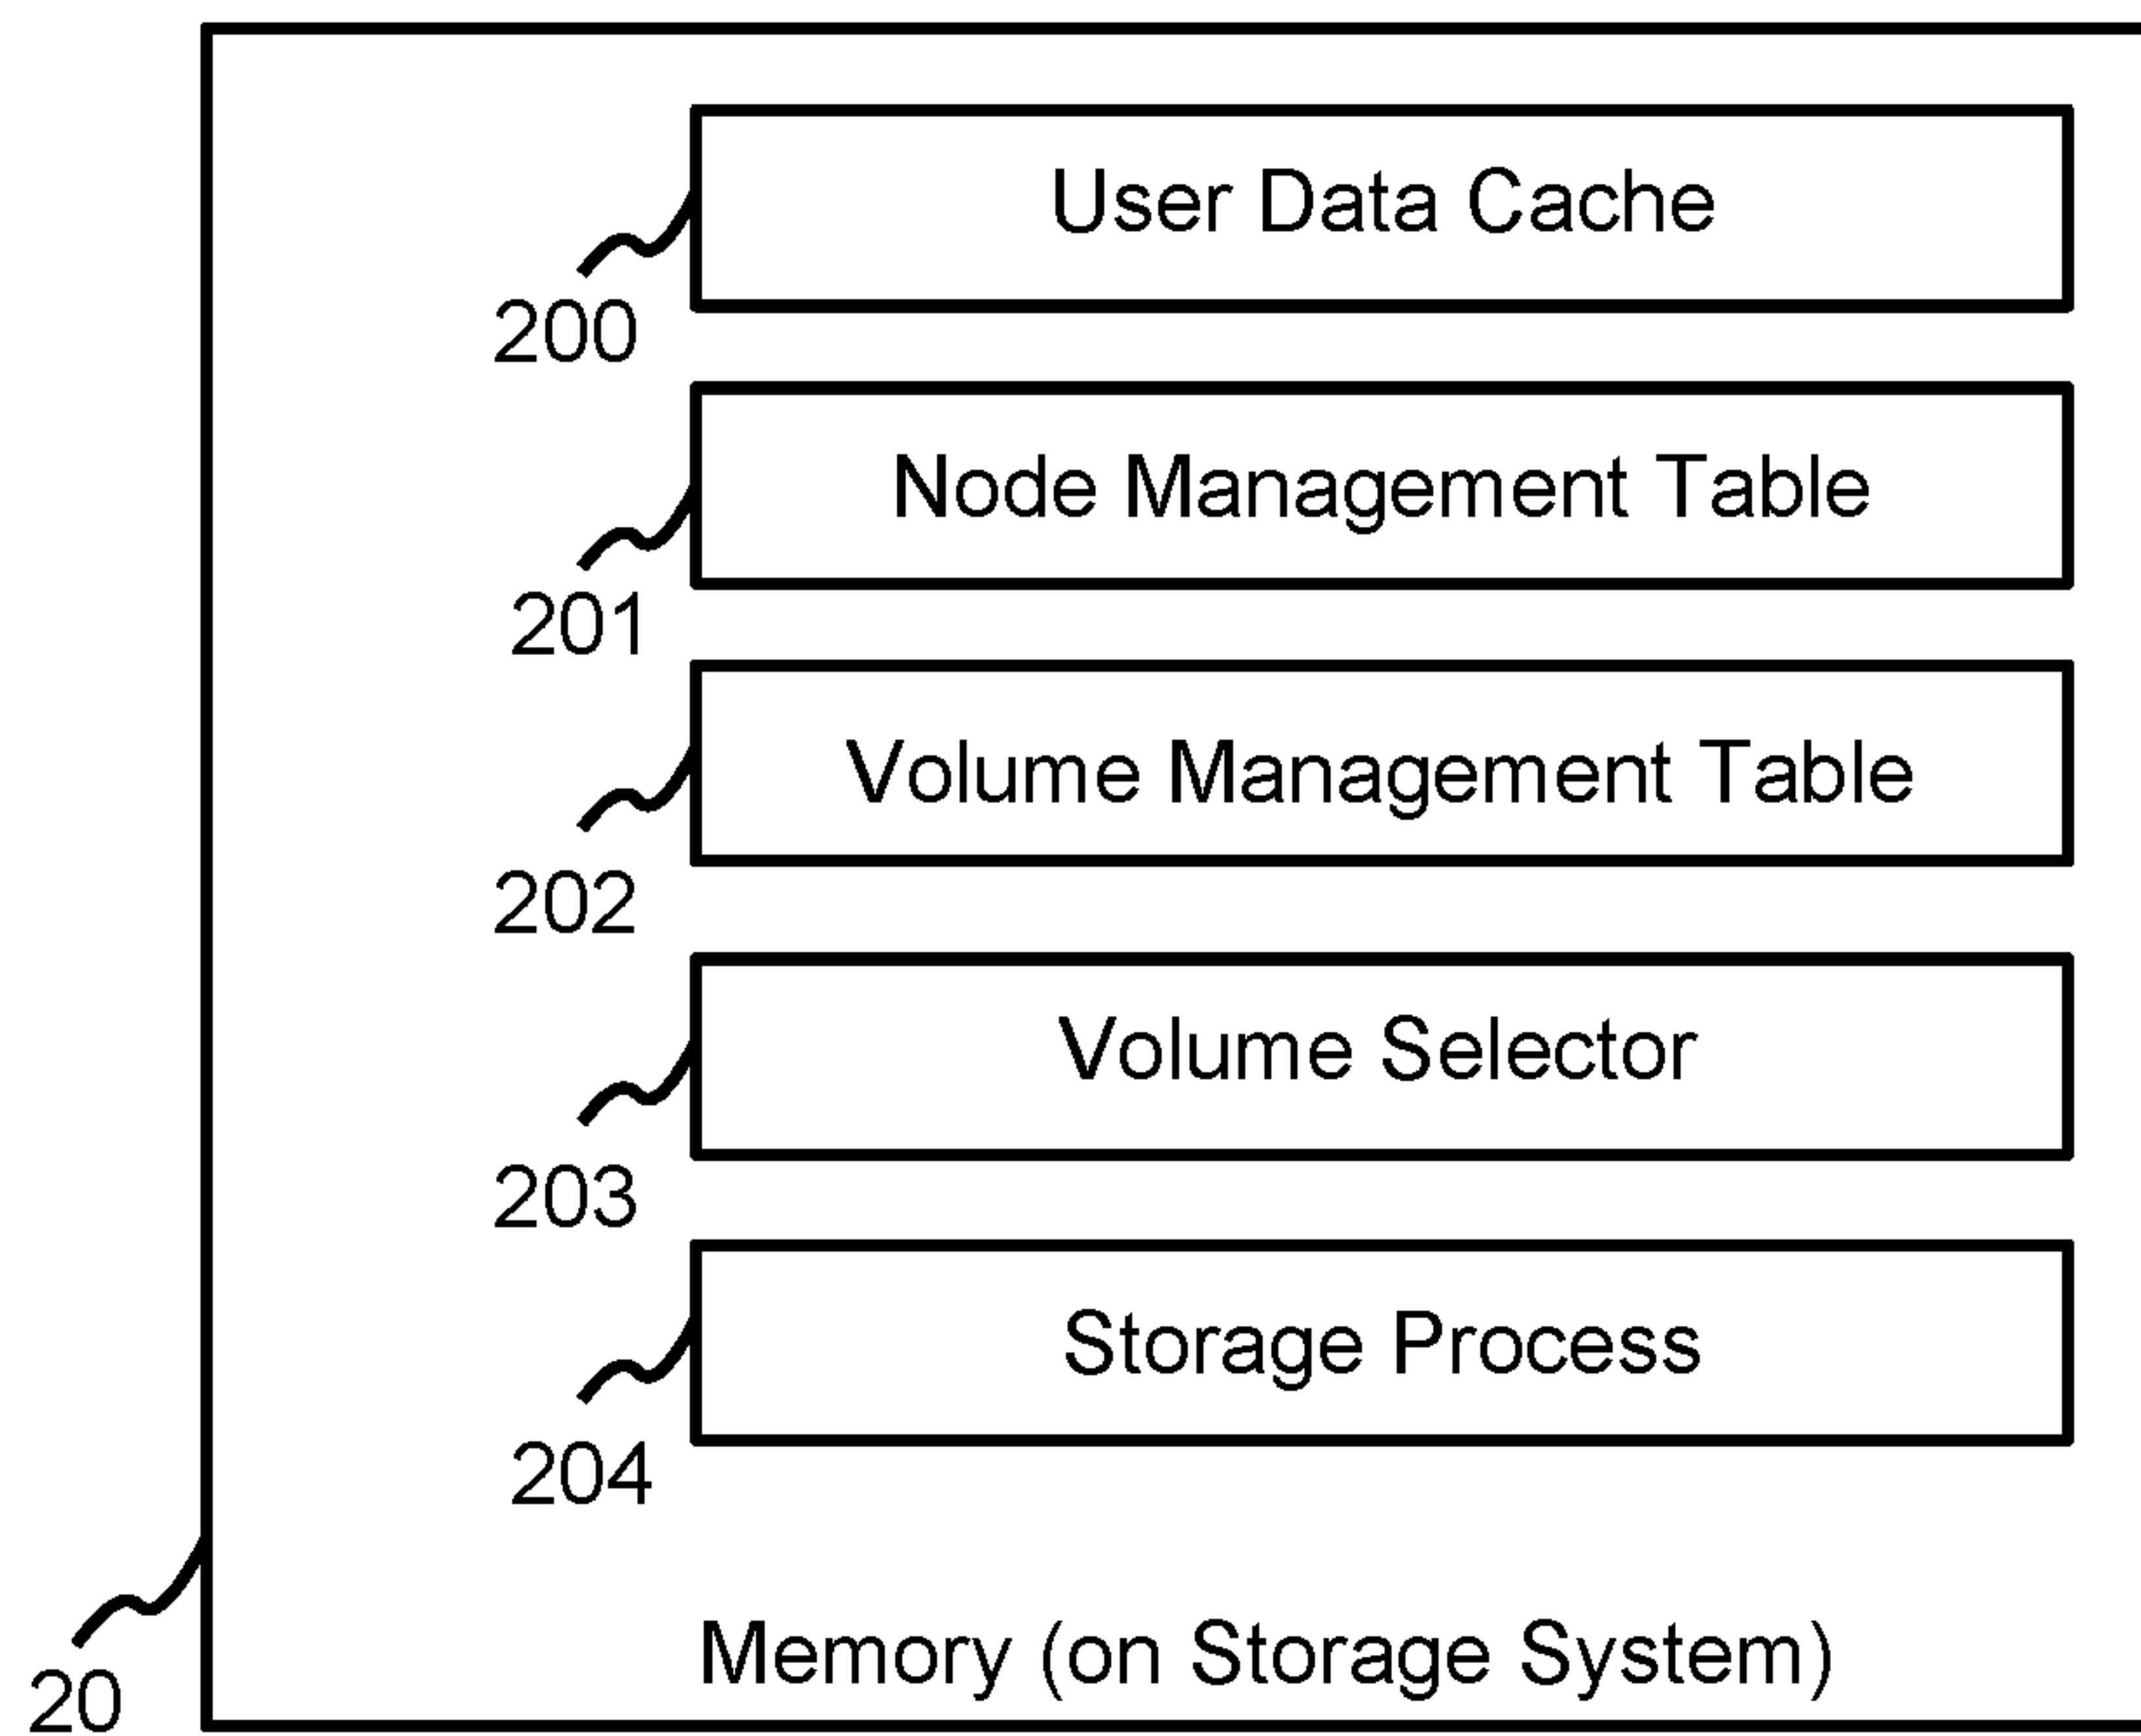 User Data Cache
200
Node Management Table
201
Volume Management Table
202
Volume Selector
203
Storage Process
204
Memory (on Storage System)
20